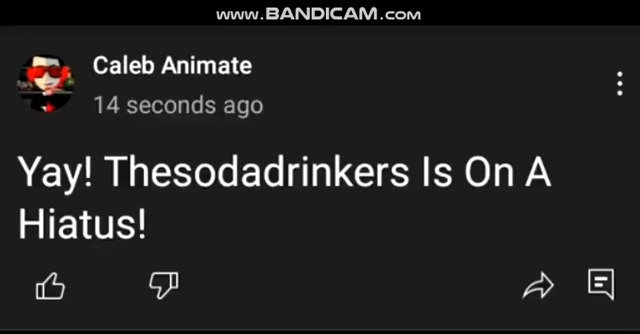 www.BANDICAM.com
Caleb Animate
14 seconds ago
Yay! Thesodadrinkers Is On A
Hiatus!